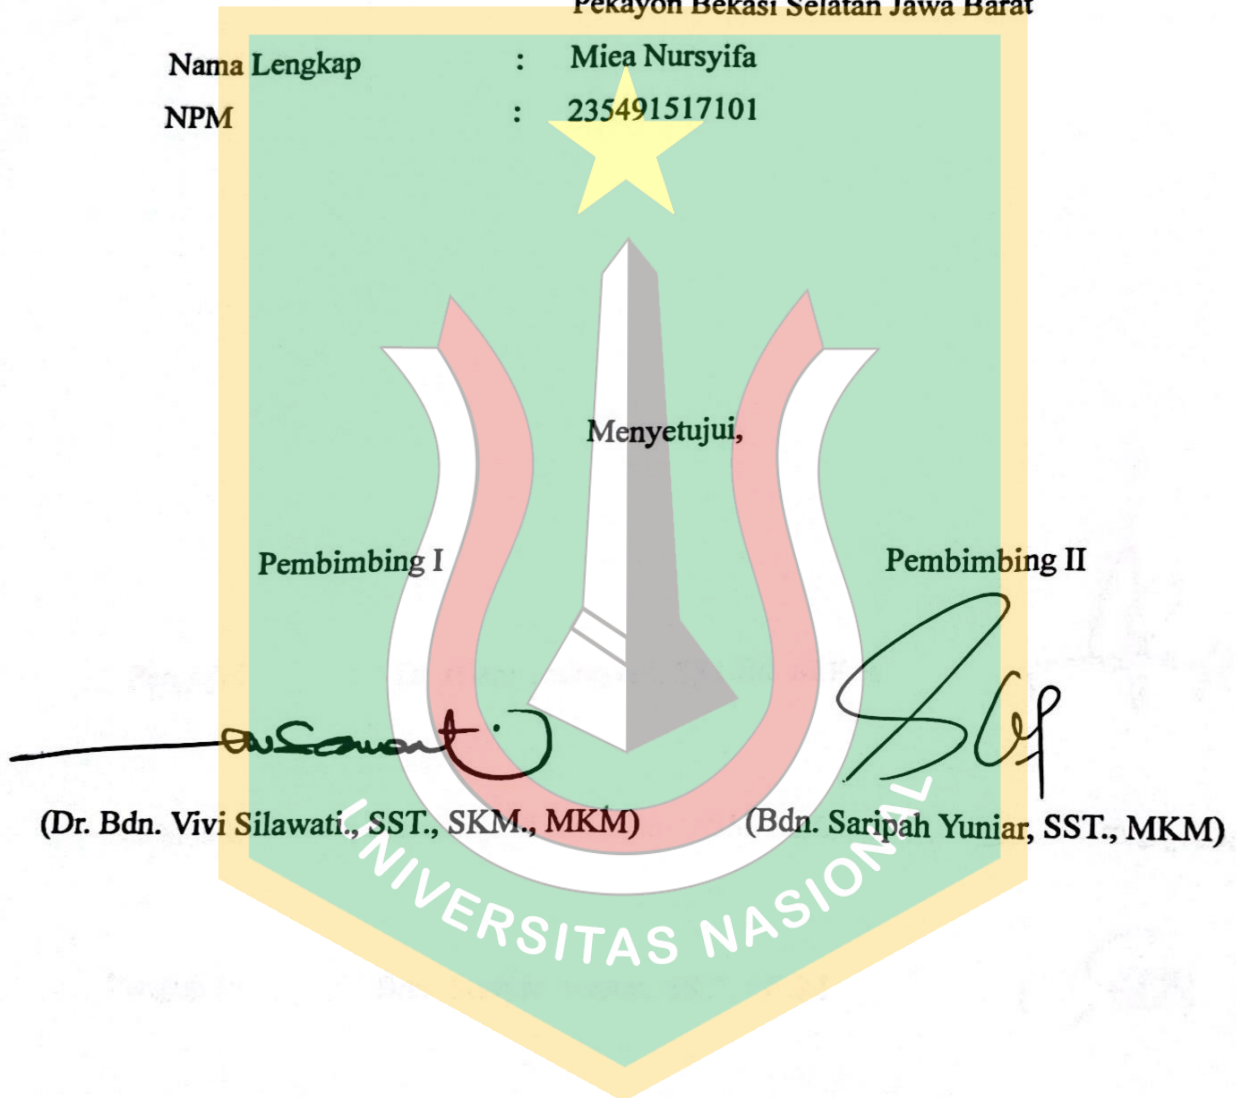 Pekayon Bekasi Selatan Jawa Barat
Nama Lengkap : Miea Nursyifa
NPM : 235491517101
Menyetujui,
Pembimbing I Pembimbing II
(Dr. Bdn. Vivi Silawati., SST., SKM., MKM) (Bdn. Saripah Yuniar, SST., MKM)
UNIVERSITAS NASIONAL